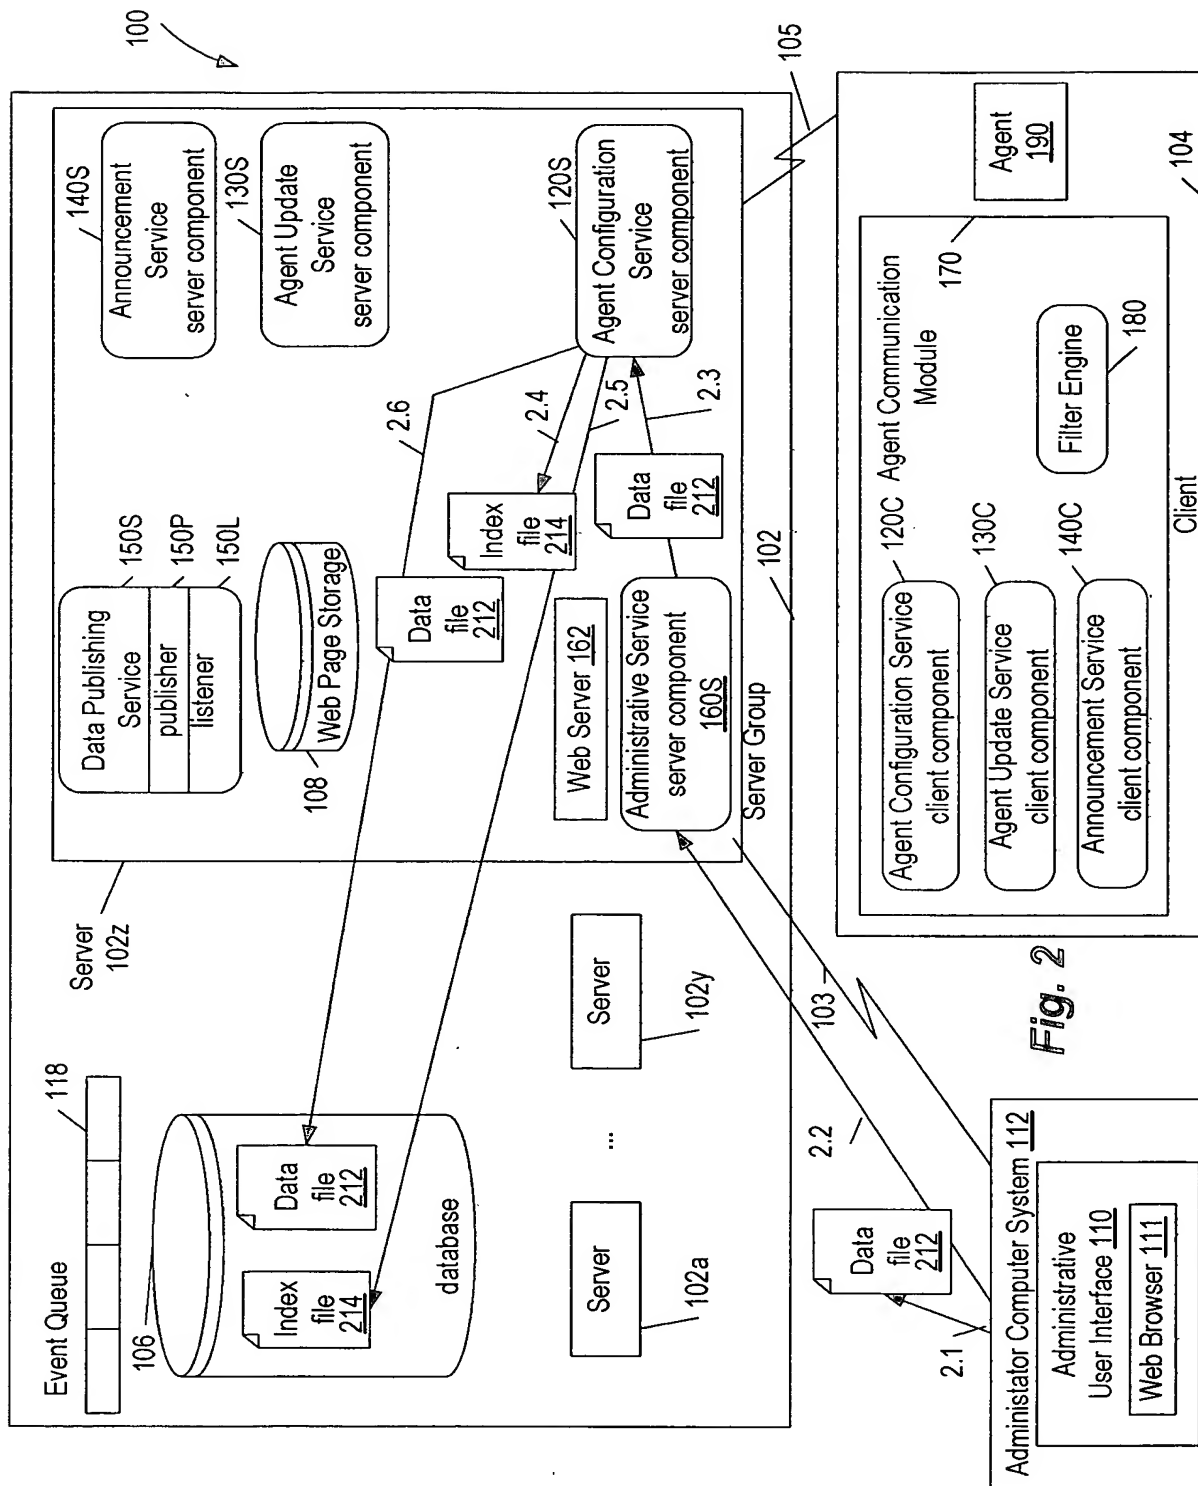 100
Event Queue
118
106
Index
file
214
Data
file
212
database
Server
102a
...
Server
102y
Server
102z
Data Publishing
Service
publisher
listener
150S
150P
150L
108
Web Page Storage
Announcement
Service
server component
140S
Agent Update
Service
server component
130S
Agent Configuration
Service
server component
120S
2.6
2.4
2.5
2.3
Data
file
212
Index
file
214
Data
file
212
Web Server 162
Administrative Service
server component
160S
Server Group
102
105
103
2.2
2.1
Data
file
212
Administator Computer System 112
Administrative
User Interface 110
Web Browser 111
Agent Configuration Service
client component
120C
Agent Communication
Module
170
Agent Update Service
client component
130C
Announcement Service
client component
140C
Filter Engine
180
Agent
190
Client
104
Fig. 2